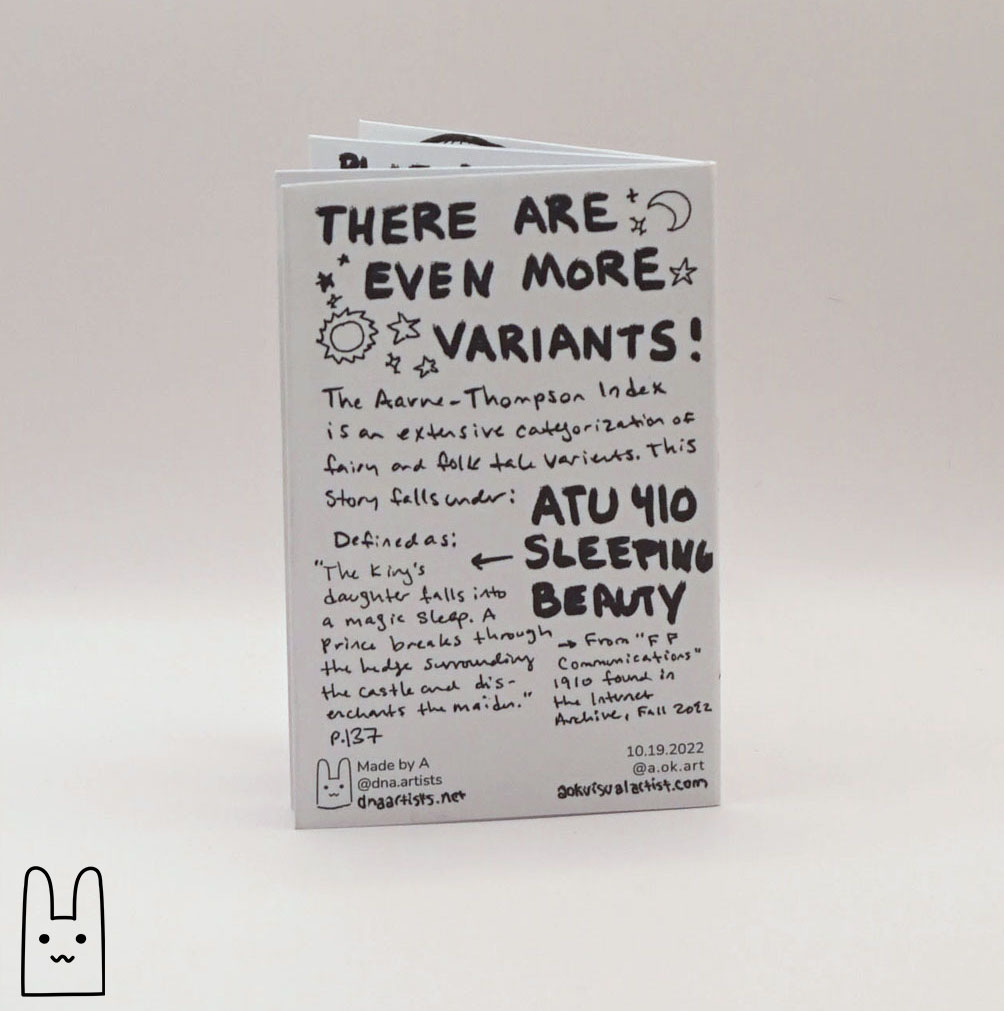 THERE ARE
EVEN MORE
VARIANTS!
The Aarne-Thompson Index
is an extensive categorization of
fairy and folk tale varients. This
Story falls under:
ATU 410
SLEEPING
BEAUTY
Defined as:
"The King's
daughter falls into
a magic sleep. A
Prince breaks through
the hedge surrounding
the castle and dis-
enchants the maiden."
P.137
→ From "FF
Communications"
1910 found in
the Internet
Archive, Fall 2022
Made by A
@dna.artists
dnaartists.net
10.19.2022
@a.ok.art
aokvisualartist.com